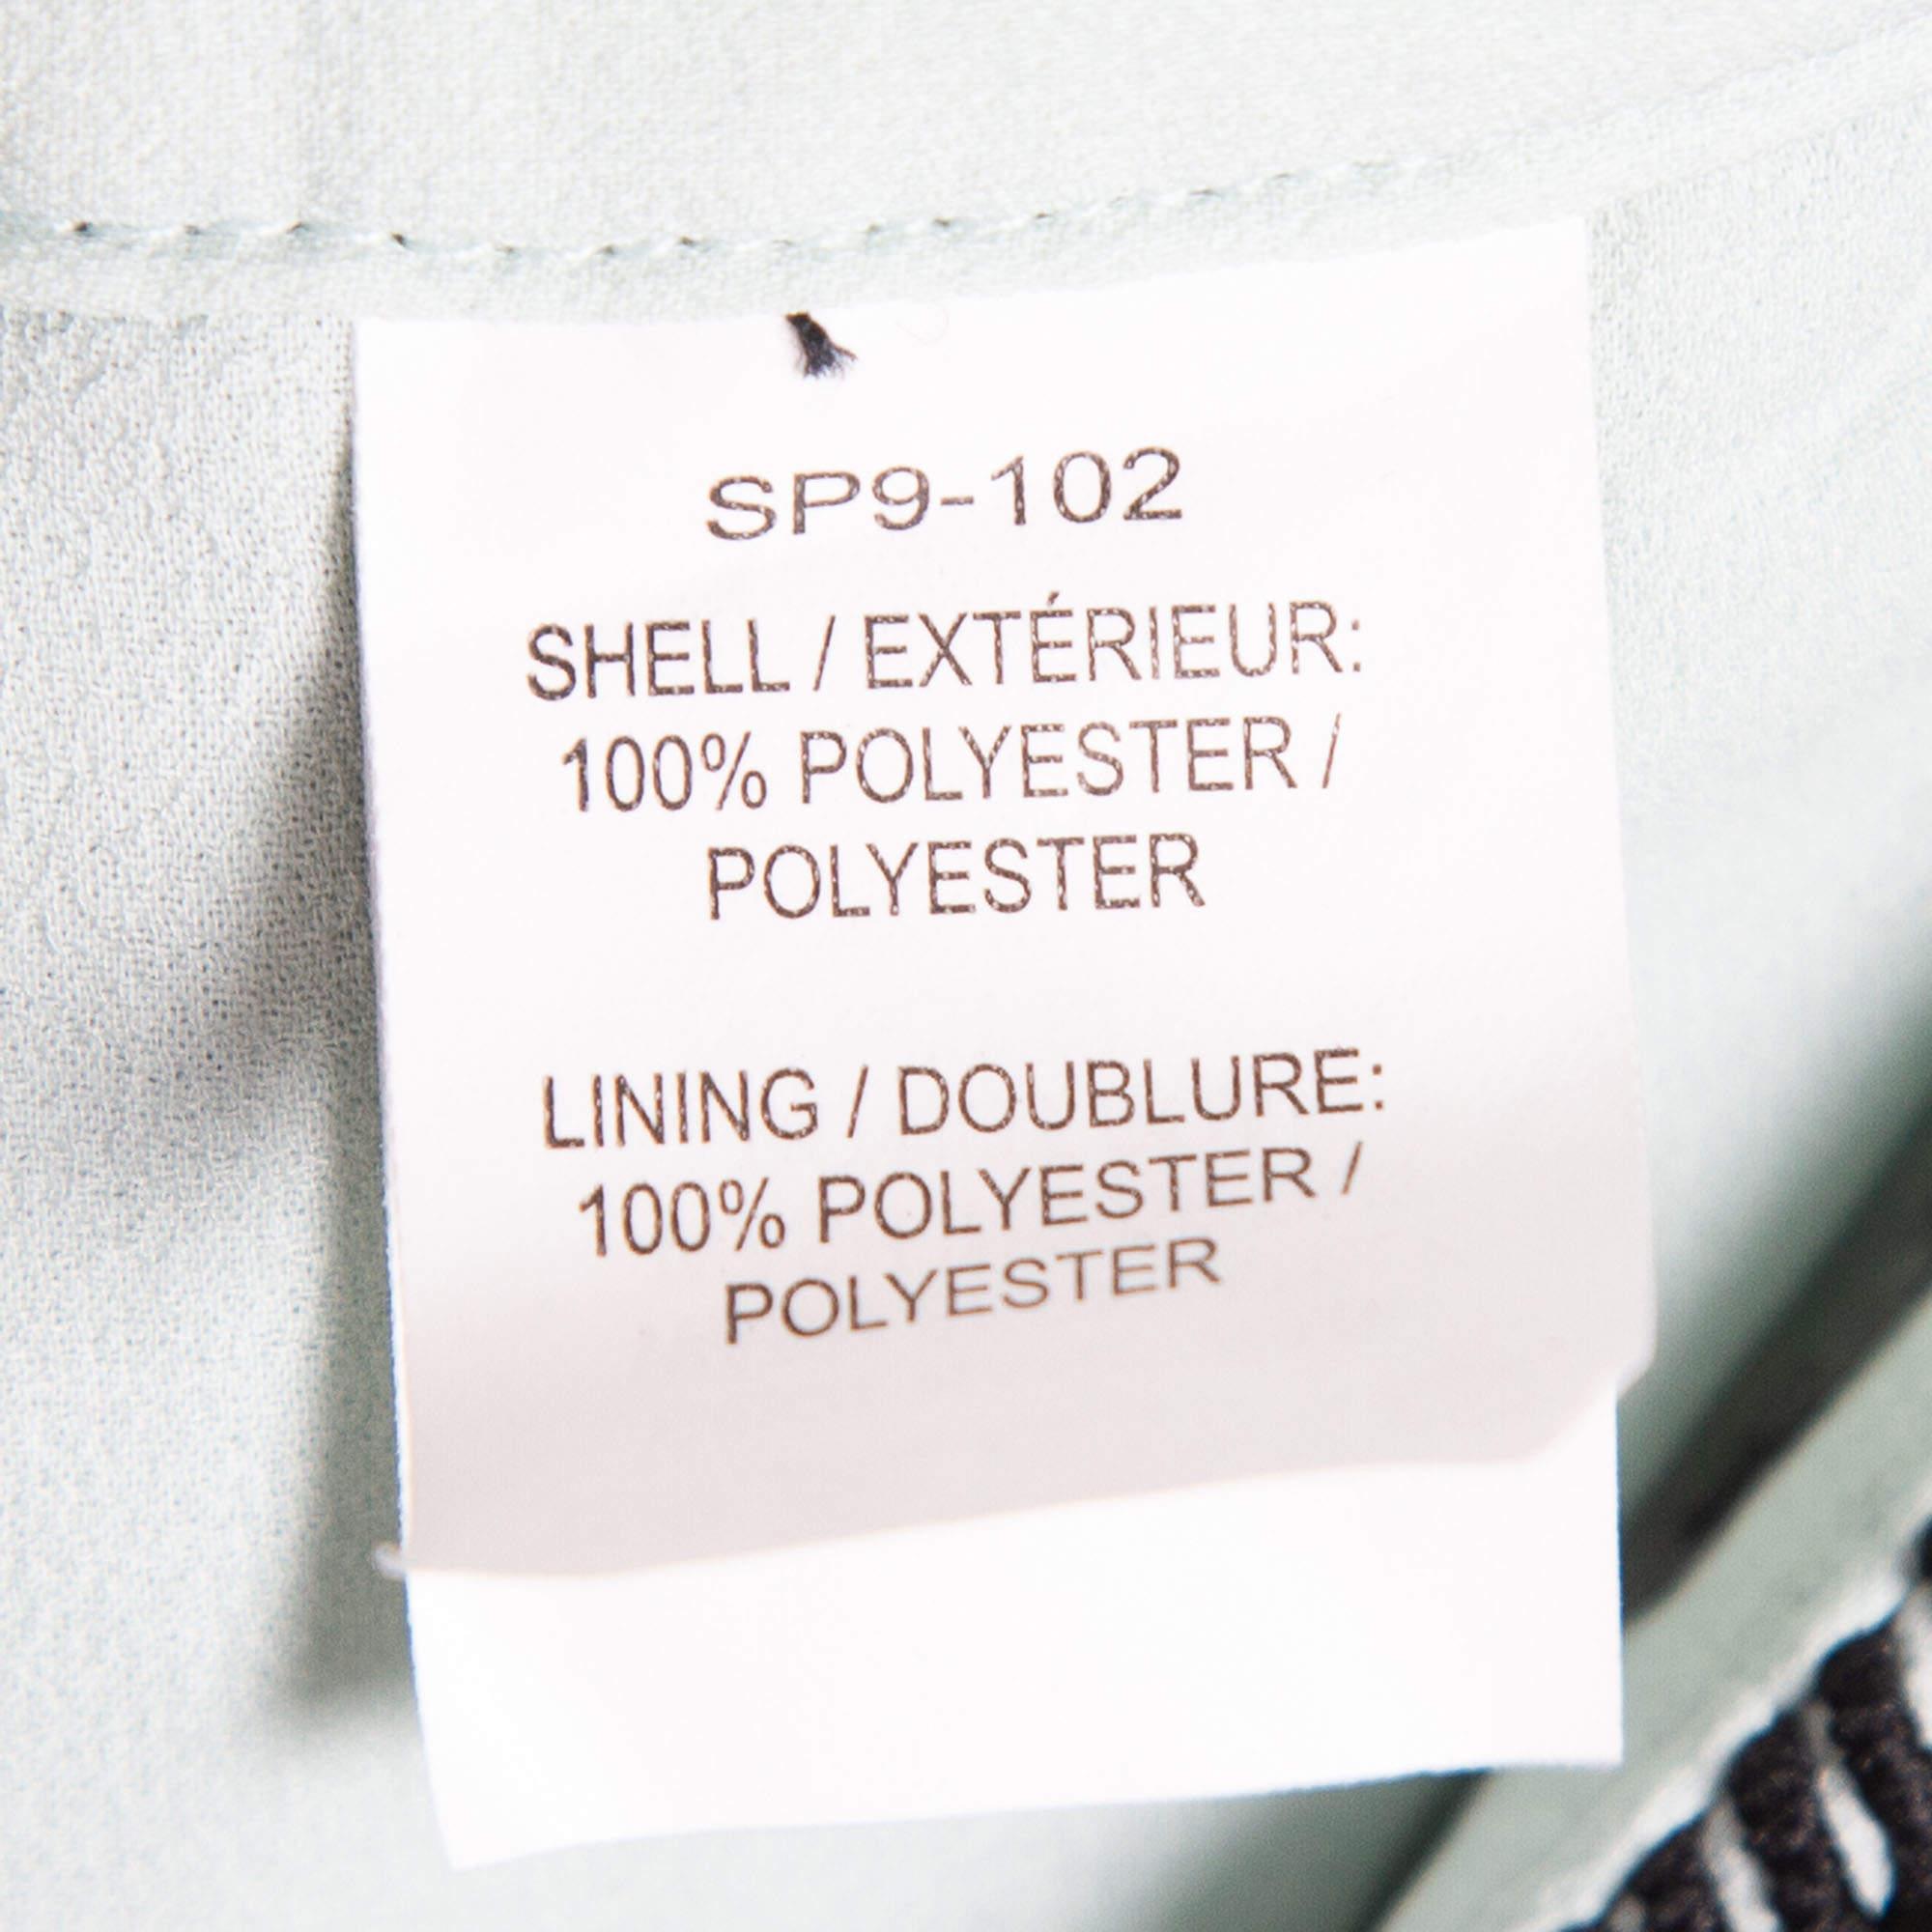 SP9-102
SHELL / EXTÉRIEUR:
100% POLYESTER /
POLYESTER
LINING / DOUBLURE:
100% POLYESTER /
POLYESTER